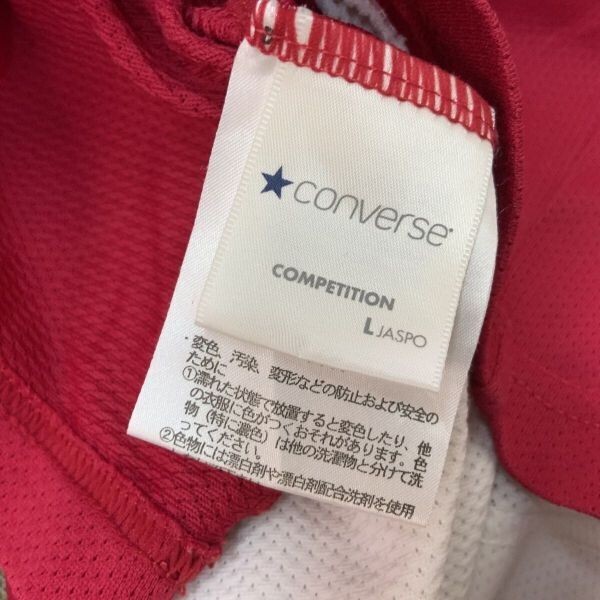 ★converse
COMPETITION
L JASPO
・変色、汚染、変形などの防止および安全の
ために
①濡れた状態で放置すると変色したり、他
の衣服に色がつくおそれがあります。色
物（特に濃色）は他の洗濯物と分けて洗
ってください。
②色物には漂白剤や漂白剤配合洗剤を使用